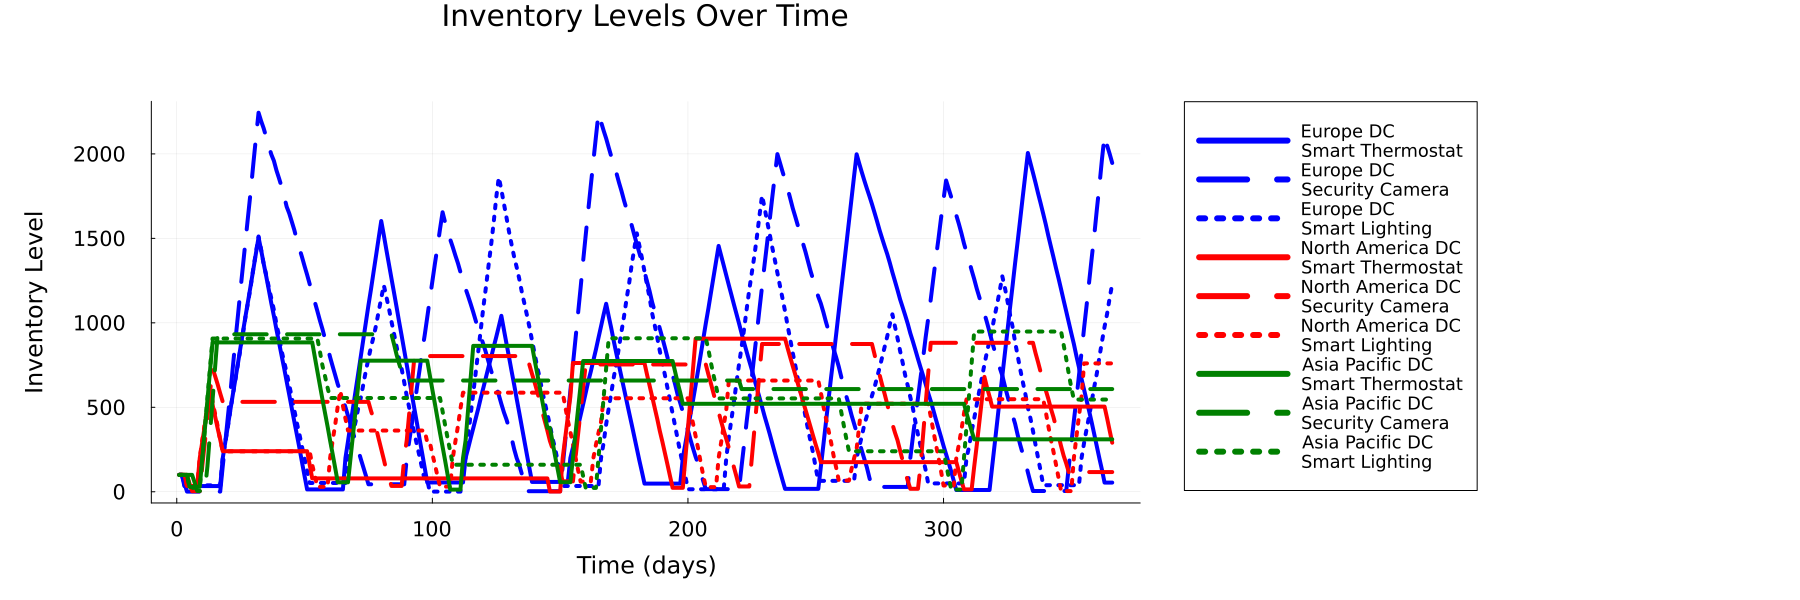 Inventory Levels Over Time
Inventory Level
2000
1500
1000
500
0
0 100 200 300
Time (days)
Europe DC
Smart Thermostat
Europe DC
Security Camera
Europe DC
Smart Lighting
North America DC
Smart Thermostat
North America DC
Security Camera
North America DC
Smart Lighting
Asia Pacific DC
Smart Thermostat
Asia Pacific DC
Security Camera
Asia Pacific DC
Smart Lighting